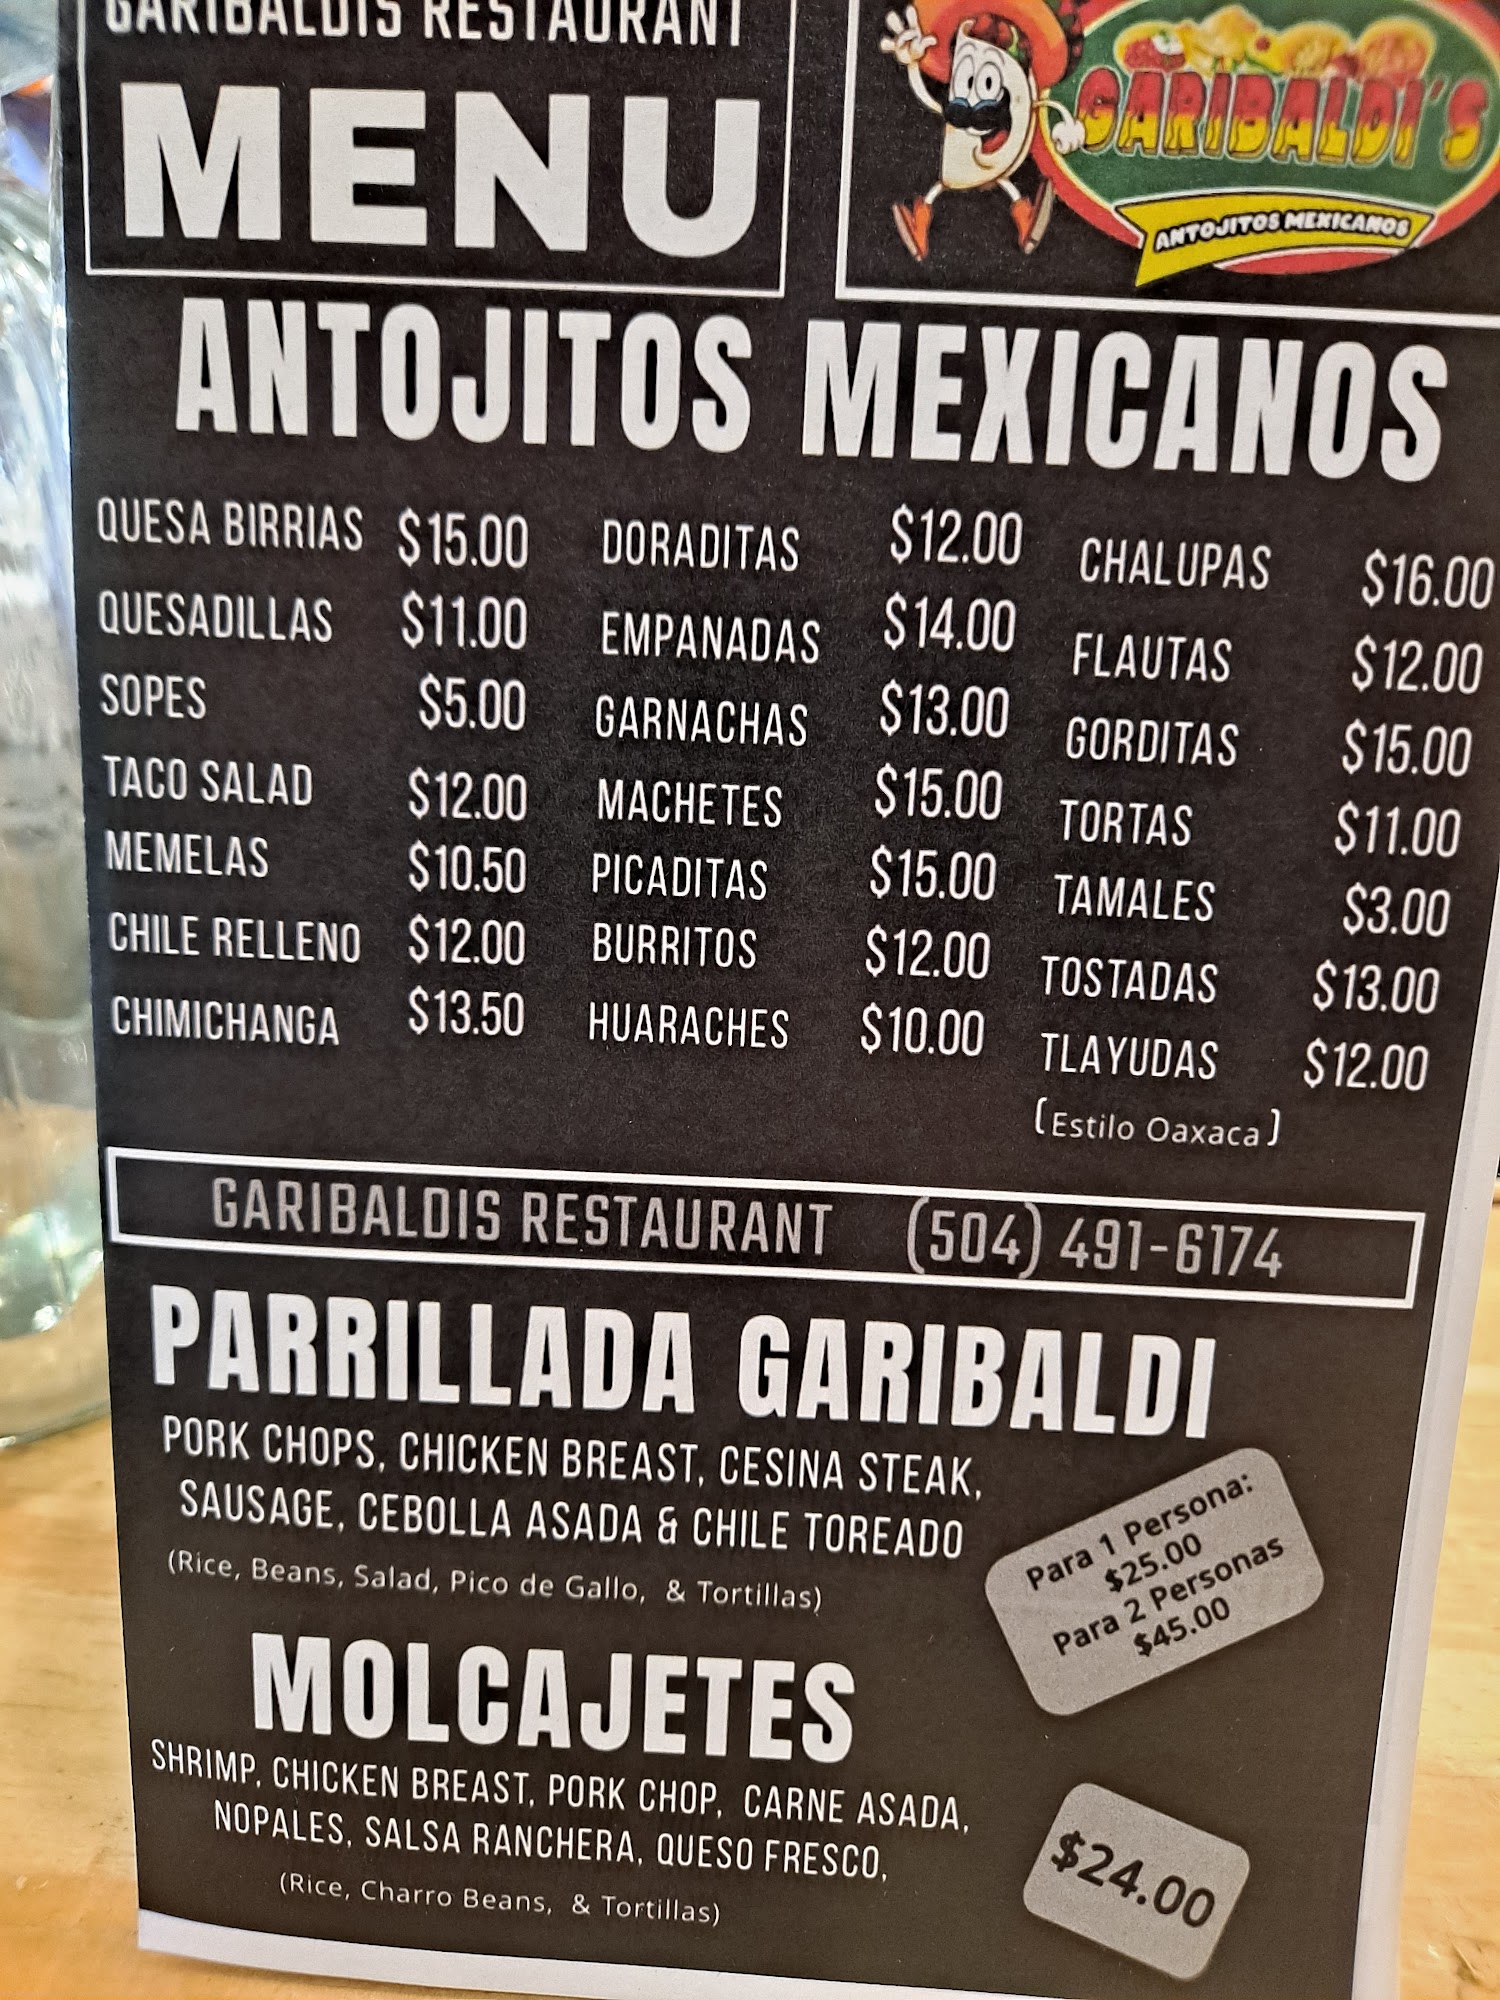 GARIBALDIS RESTAURANT
MENU
GARIBALDI'S
ANTOJITOS MEXICANOS
ANTOJITOS MEXICANOS
QUESA BIRRIAS $15.00
QUESADILLAS $11.00
SOPES $5.00
TACO SALAD $12.00
MEMELAS $10.50
CHILE RELLENO $12.00
CHIMICHANGA $13.50
DORADITAS $12.00
EMPANADAS $14.00
GARNACHAS $13.00
MACHETES $15.00
PICADITAS $15.00
BURRITOS $12.00
HUARACHES $10.00
CHALUPAS $16.00
FLAUTAS $12.00
GORDITAS $15.00
TORTAS $11.00
TAMALES $3.00
TOSTADAS $13.00
TLAYUDAS $12.00
(Estilo Oaxaca)
GARIBALDIS RESTAURANT (504) 491-6174
PARRILLADA GARIBALDI
PORK CHOPS, CHICKEN BREAST, CESINA STEAK,
SAUSAGE, CEBOLLA ASADA & CHILE TOREADO
(Rice, Beans, Salad, Pico de Gallo, & Tortillas)
Para 1 Persona:
$25.00
Para 2 Personas
$45.00
MOLCAJETES
SHRIMP, CHICKEN BREAST, PORK CHOP, CARNE ASADA,
NOPALES, SALSA RANCHERA, QUESO FRESCO,
(Rice, Charro Beans, & Tortillas)
$24.00